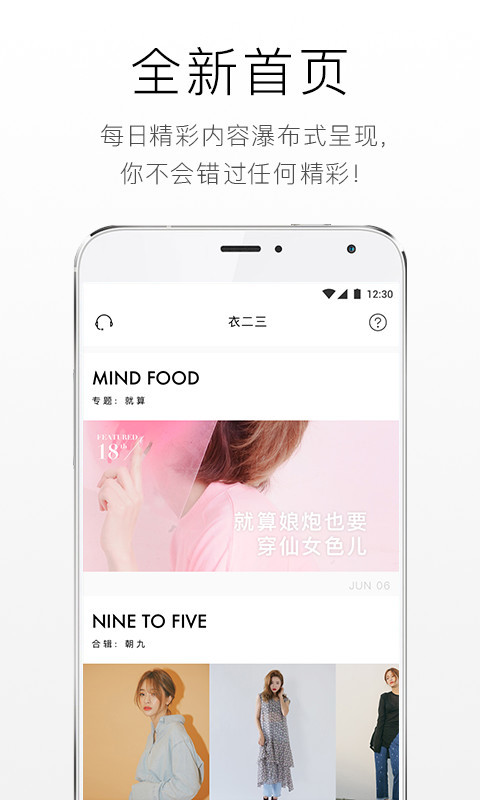 全新首页
每日精彩内容瀑布式呈现,
你不会错过任何精彩!
12:30
衣二三
?
MIND FOOD
专题：就算
FEATURED
18th
就算娘炮也要
穿仙女色儿
JUN 06
NINE TO FIVE
合辑：朝九